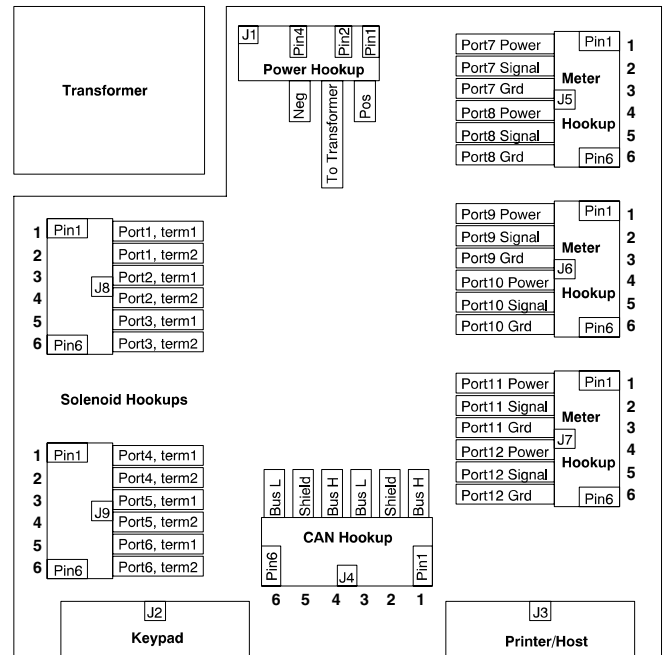 Transformer
J1
Pin4
Pin2
Pin1
Power Hookup
Neg
To Transformer
Pos
Port7 Power
Port7 Signal
Port7 Grd
Port8 Power
Port8 Signal
Port8 Grd
Pin1
Meter
J5
Hookup
Pin6
1
2
3
4
5
6
Port9 Power
Port9 Signal
Port9 Grd
Port10 Power
Port10 Signal
Port10 Grd
Pin1
Meter
J6
Hookup
Pin6
1
2
3
4
5
6
Port11 Power
Port11 Signal
Port11 Grd
Port12 Power
Port12 Signal
Port12 Grd
Pin1
Meter
J7
Hookup
Pin6
1
2
3
4
5
6
1
2
3
4
5
6
Pin1
J8
Pin6
Port1, term1
Port1, term2
Port2, term1
Port2, term2
Port3, term1
Port3, term2
Solenoid Hookups
1
2
3
4
5
6
Pin1
J9
Pin6
Port4, term1
Port4, term2
Port5, term1
Port5, term2
Port6, term1
Port6, term2
Bus L
Shield
Bus H
Bus L
Shield
Bus H
CAN Hookup
Pin6
J4
Pin1
6 5 4 3 2 1
J2
Keypad
J3
Printer/Host